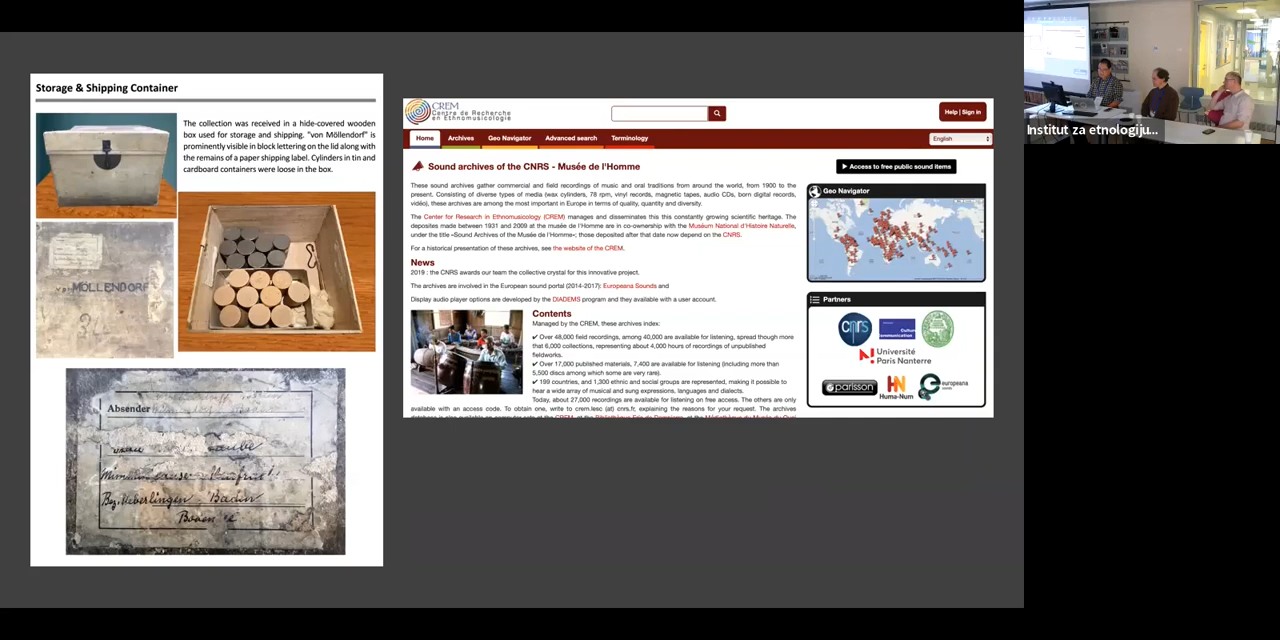 Storage & Shipping Container
The collection was received in a hide-covered wooden
box used for storage and shipping. "von Möllendorf" is
prominently visible in block lettering on the lid along with
the remains of a paper shipping label. Cylinders in tin and
cardboard containers were loose in the box.
MÖLLENDORF
Absender
Bez. Ueberlingen Baden
CREM
Centre de Recherche
en Ethnomusicologie
Help | Sign in
Home Archives Geo Navigator Advanced search Terminology
English
Sound archives of the CNRS - Musée de l'Homme
Access to free public sound items
These sound archives gather commercial and field recordings of music and oral traditions from around the world, from 1900 to the
present. Consisting of diverse types of media (wax cylinders, 78 rpm, vinyl records, magnetic tapes, audio CDs, born digital records,
vidéo), these archives are among the most important in Europe in terms of quality, quantity and diversity.
The Center for Research in Ethnomusicology (CREM) manages and disseminates this this constantly growing scientific heritage. The
deposits made between 1931 and 2009 at the musée de l'Homme are in co-ownership with the Muséum National d'Histoire Naturelle,
under the title «Sound Archives of the Musée de l'Homme»; those deposited after that date now depend on the CNRS.
For a historical presentation of these archives, see the website of the CREM.
News
2019 : the CNRS awards our team the collective crystal for this innovative project.
The archives are involved in the European sound portal (2014-2017): Europeana Sounds and
Display audio player options are developed by the DIADEMS program and they available with a user account.
Contents
Managed by the CREM, these archives index:
✔ Over 48,000 field recordings, among 40,000 are available for listening, spread though more
that 6,000 collections, representing about 4,000 hours of recordings of unpublished
fieldworks.
✔ Over 17,000 published materials, 7,400 are available for listening (including more than
5,500 discs among which some are very rare).
✔ 199 countries, and 1,300 ethnic and social groups are represented, making it possible to
hear a wide array of musical and sung expressions, languages and dialects.
Today, about 27,000 recordings are available for listening on free access. The others are only
available with an access code. To obtain one, write to crem.lesc (at) cnrs.fr, explaining the reasons for your request. The archives
Geo Navigator
Partners
cnrs
Culture
communication
Université
Paris Nanterre
parisson
Huma-Num
europeana
sounds
Institut za etnologiju...